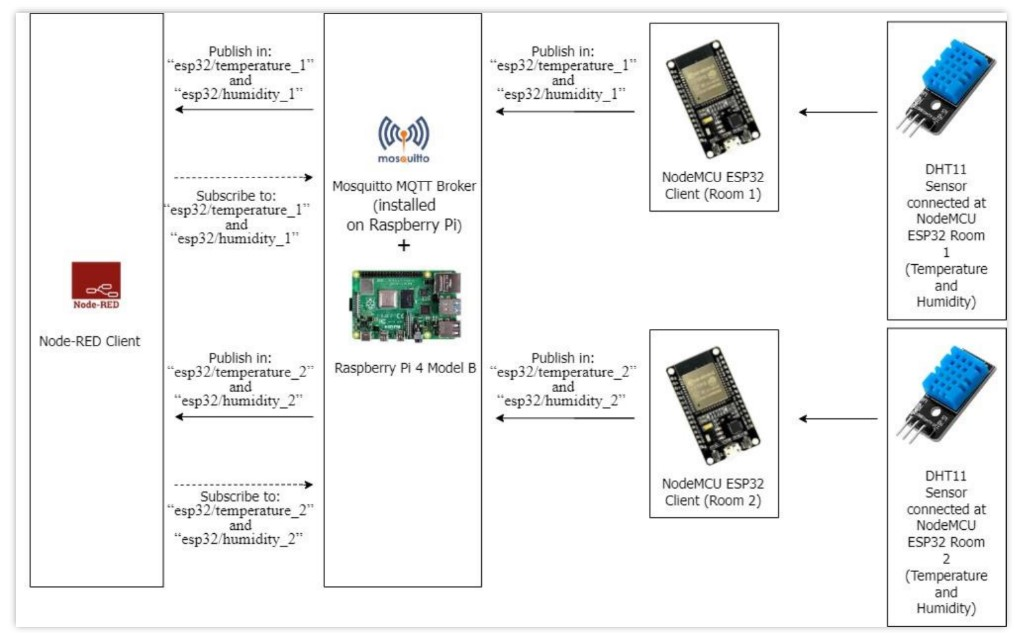 Publish in:
“esp32/temperature_1”
and
“esp32/humidity_1”
Subscribe to:
“esp32/temperature_1”
and
“esp32/humidity_1”
Node-RED
Node-RED Client
Publish in:
“esp32/temperature_2”
and
“esp32/humidity_2”
Subscribe to:
“esp32/temperature_2”
and
“esp32/humidity_2”
mosquitto
Mosquitto MQTT Broker
(installed
on Raspberry Pi)
+
Raspberry Pi 4 Model B
Publish in:
“esp32/temperature_1”
and
“esp32/humidity_1”
Publish in:
“esp32/temperature_2”
and
“esp32/humidity_2”
NodeMCU ESP32
Client (Room 1)
NodeMCU ESP32
Client (Room 2)
DHT11
Sensor
connected at
NodeMCU
ESP32 Room
1
(Temperature
and
Humidity)
DHT11
Sensor
connected at
NodeMCU
ESP32 Room
2
(Temperature
and
Humidity)